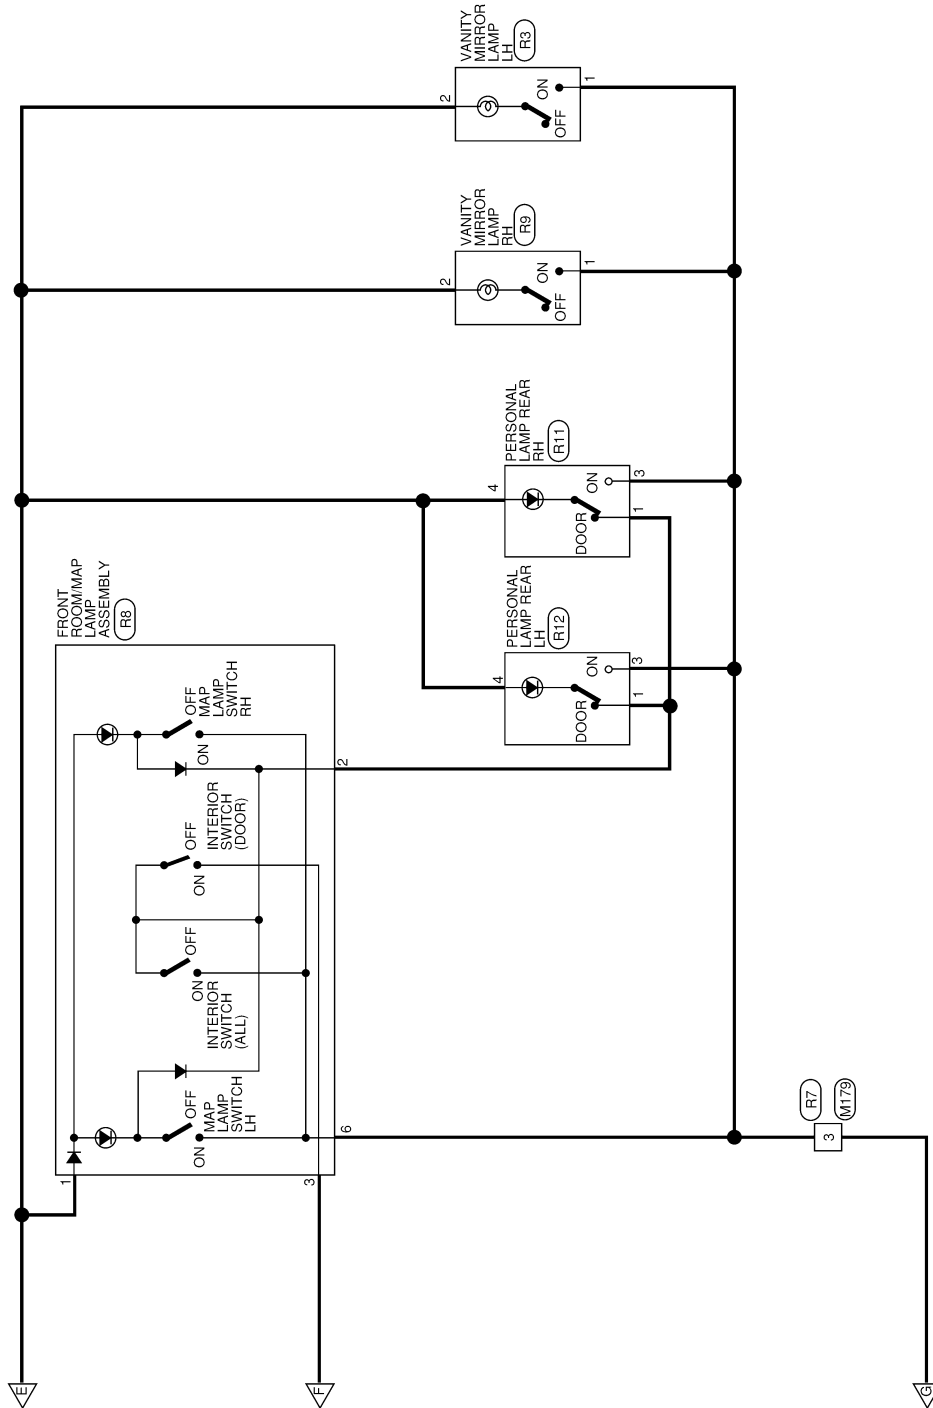 VANITY
MIRROR
LAMP
LH
R3
2
1
ON
OFF
VANITY
MIRROR
LAMP
RH
R9
2
1
ON
OFF
PERSONAL
LAMP REAR
RH
R11
4
ON
3
DOOR
1
PERSONAL
LAMP REAR
LH
R12
4
ON
3
DOOR
1
FRONT
ROOM/MAP
LAMP
ASSEMBLY
R8
OFF
MAP
LAMP
SWITCH
RH
ON
2
OFF
INTERIOR
SWITCH
(DOOR)
ON
OFF
ON
INTERIOR
SWITCH
(ALL)
OFF
MAP
LAMP
SWITCH
LH
ON
6
1
3
R7
M179
3
E
F
G